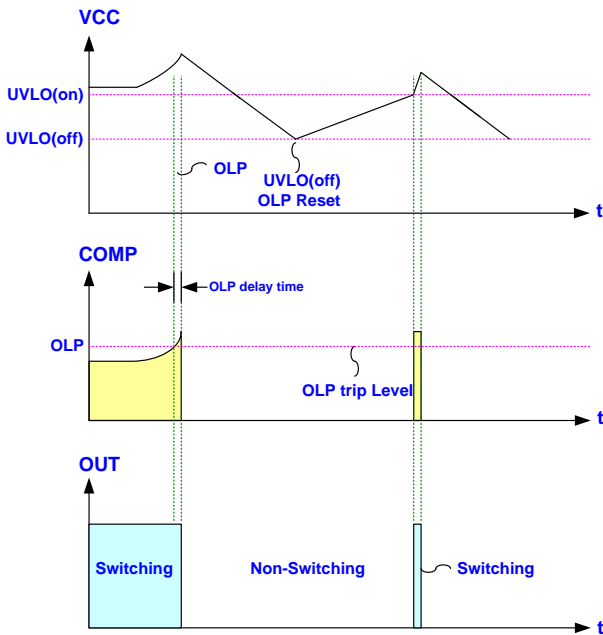 VCC
UVLO(on)
UVLO(off)
OLP
UVLO(off)
OLP Reset
t
COMP
OLP delay time
OLP
OLP trip Level
t
OUT
Switching
Non-Switching
Switching
t